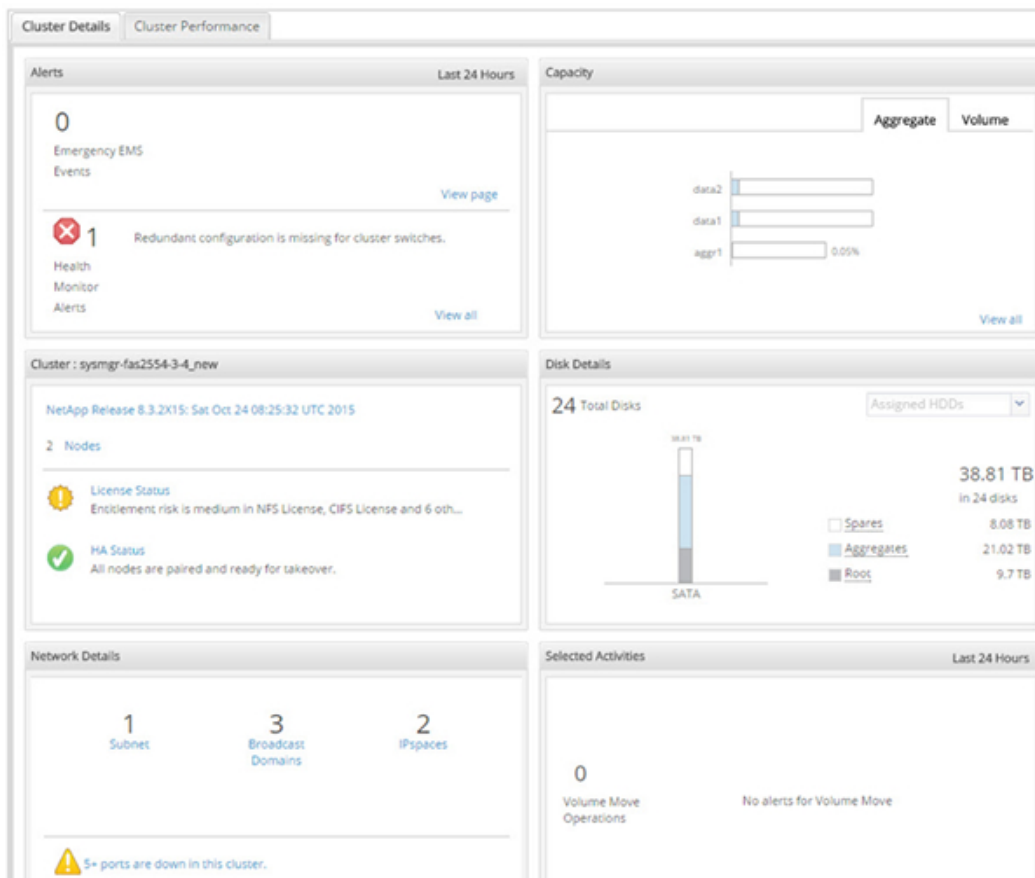 Cluster Details
Cluster Performance
Alerts
Last 24 Hours
0
Emergency EMS
Events
View page
1
Redundant configuration is missing for cluster switches.
Health
Monitor
Alerts
View all
Capacity
Aggregate
Volume
data2
data1
aggr1
0.05%
View all
Cluster : sysmgr-fas2554-3-4_new
NetApp Release 8.3.2X15: Sat Oct 24 08:25:32 UTC 2015
2 Nodes
License Status
Entitlement risk is medium in NFS License, CIFS License and 6 oth...
HA Status
All nodes are paired and ready for takeover.
Disk Details
24 Total Disks
Assigned HDDs
38.81 TB
SATA
38.81 TB
in 24 disks
Spares 8.08 TB
Aggregates 21.02 TB
Root 9.7 TB
Network Details
1
Subnet
3
Broadcast
Domains
2
IPspaces
5+ ports are down in this cluster.
Selected Activities
Last 24 Hours
0
Volume Move
Operations
No alerts for Volume Move